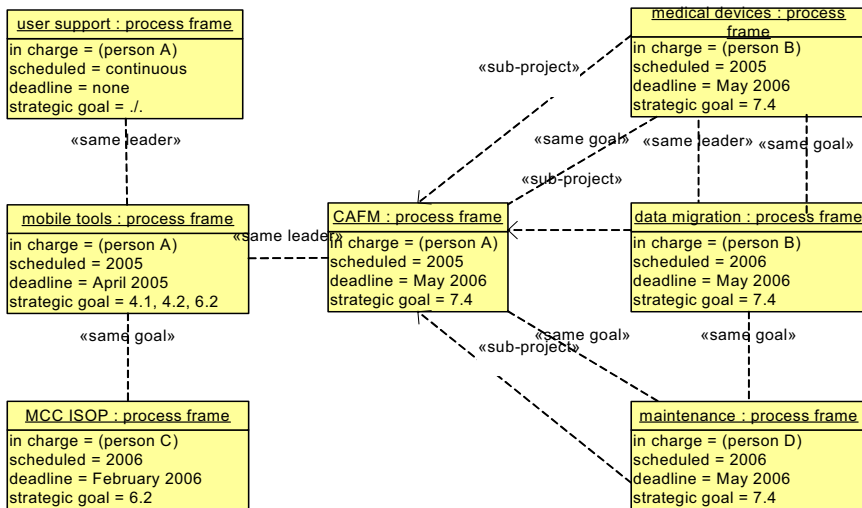 user support : process frame
in charge = (person A)
scheduled = continuous
deadline = none
strategic goal = ./.
medical devices : process
frame
in charge = (person B)
scheduled = 2005
deadline = May 2006
strategic goal = 7.4
«sub-project»
«same leader»
«same goal»
«same leader»
«same goal»
«sub-project»
mobile tools : process frame
in charge = (person A)
scheduled = 2005
deadline = April 2005
strategic goal = 4.1, 4.2, 6.2
«same leader»
CAFM : process frame
in charge = (person A)
scheduled = 2005
deadline = May 2006
strategic goal = 7.4
data migration : process frame
in charge = (person B)
scheduled = 2006
deadline = May 2006
strategic goal = 7.4
«same goal»
«same goal»
«sub-project»
«same goal»
MCC ISOP : process frame
in charge = (person C)
scheduled = 2006
deadline = February 2006
strategic goal = 6.2
maintenance : process frame
in charge = (person D)
scheduled = 2006
deadline = May 2006
strategic goal = 7.4